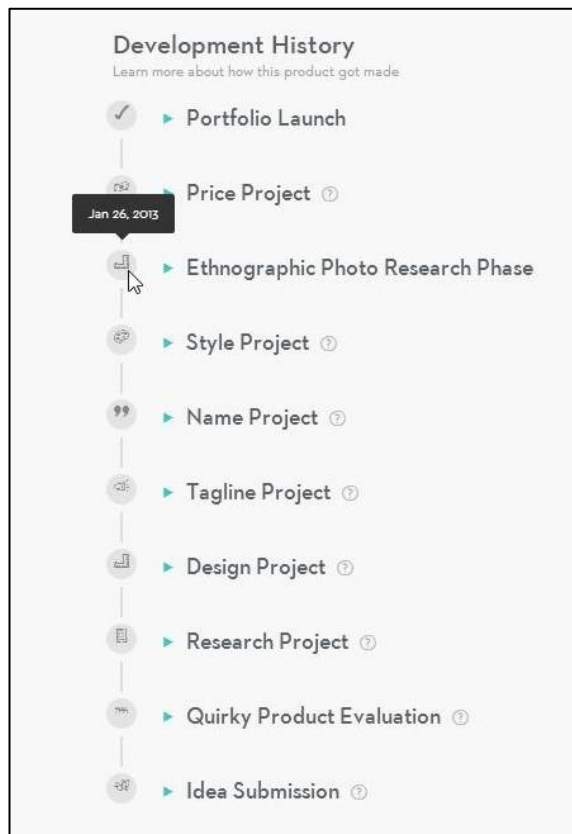 Development History
Learn more about how this product got made
Portfolio Launch
Price Project ?
Jan 26, 2013
Ethnographic Photo Research Phase
Style Project ?
Name Project ?
Tagline Project ?
Design Project ?
Research Project ?
Quirky Product Evaluation ?
Idea Submission ?